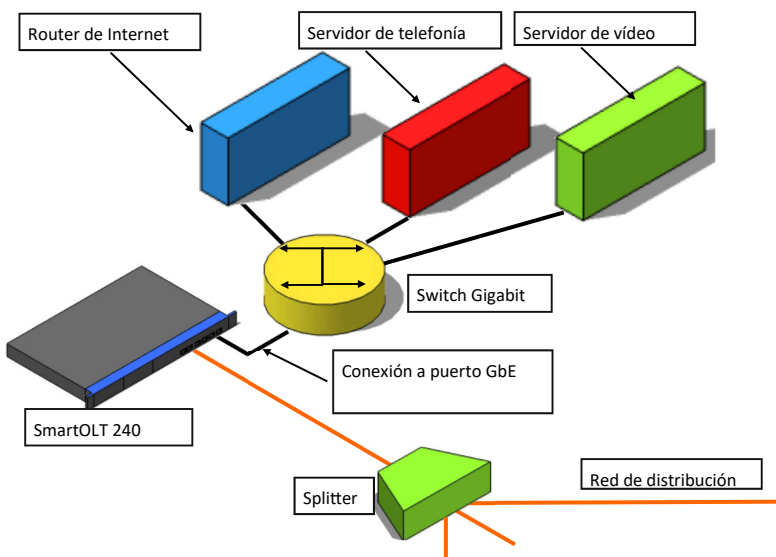 Router de Internet
Servidor de telefonía
Servidor de vídeo
Switch Gigabit
Conexión a puerto GbE
SmartOLT 240
Splitter
Red de distribución